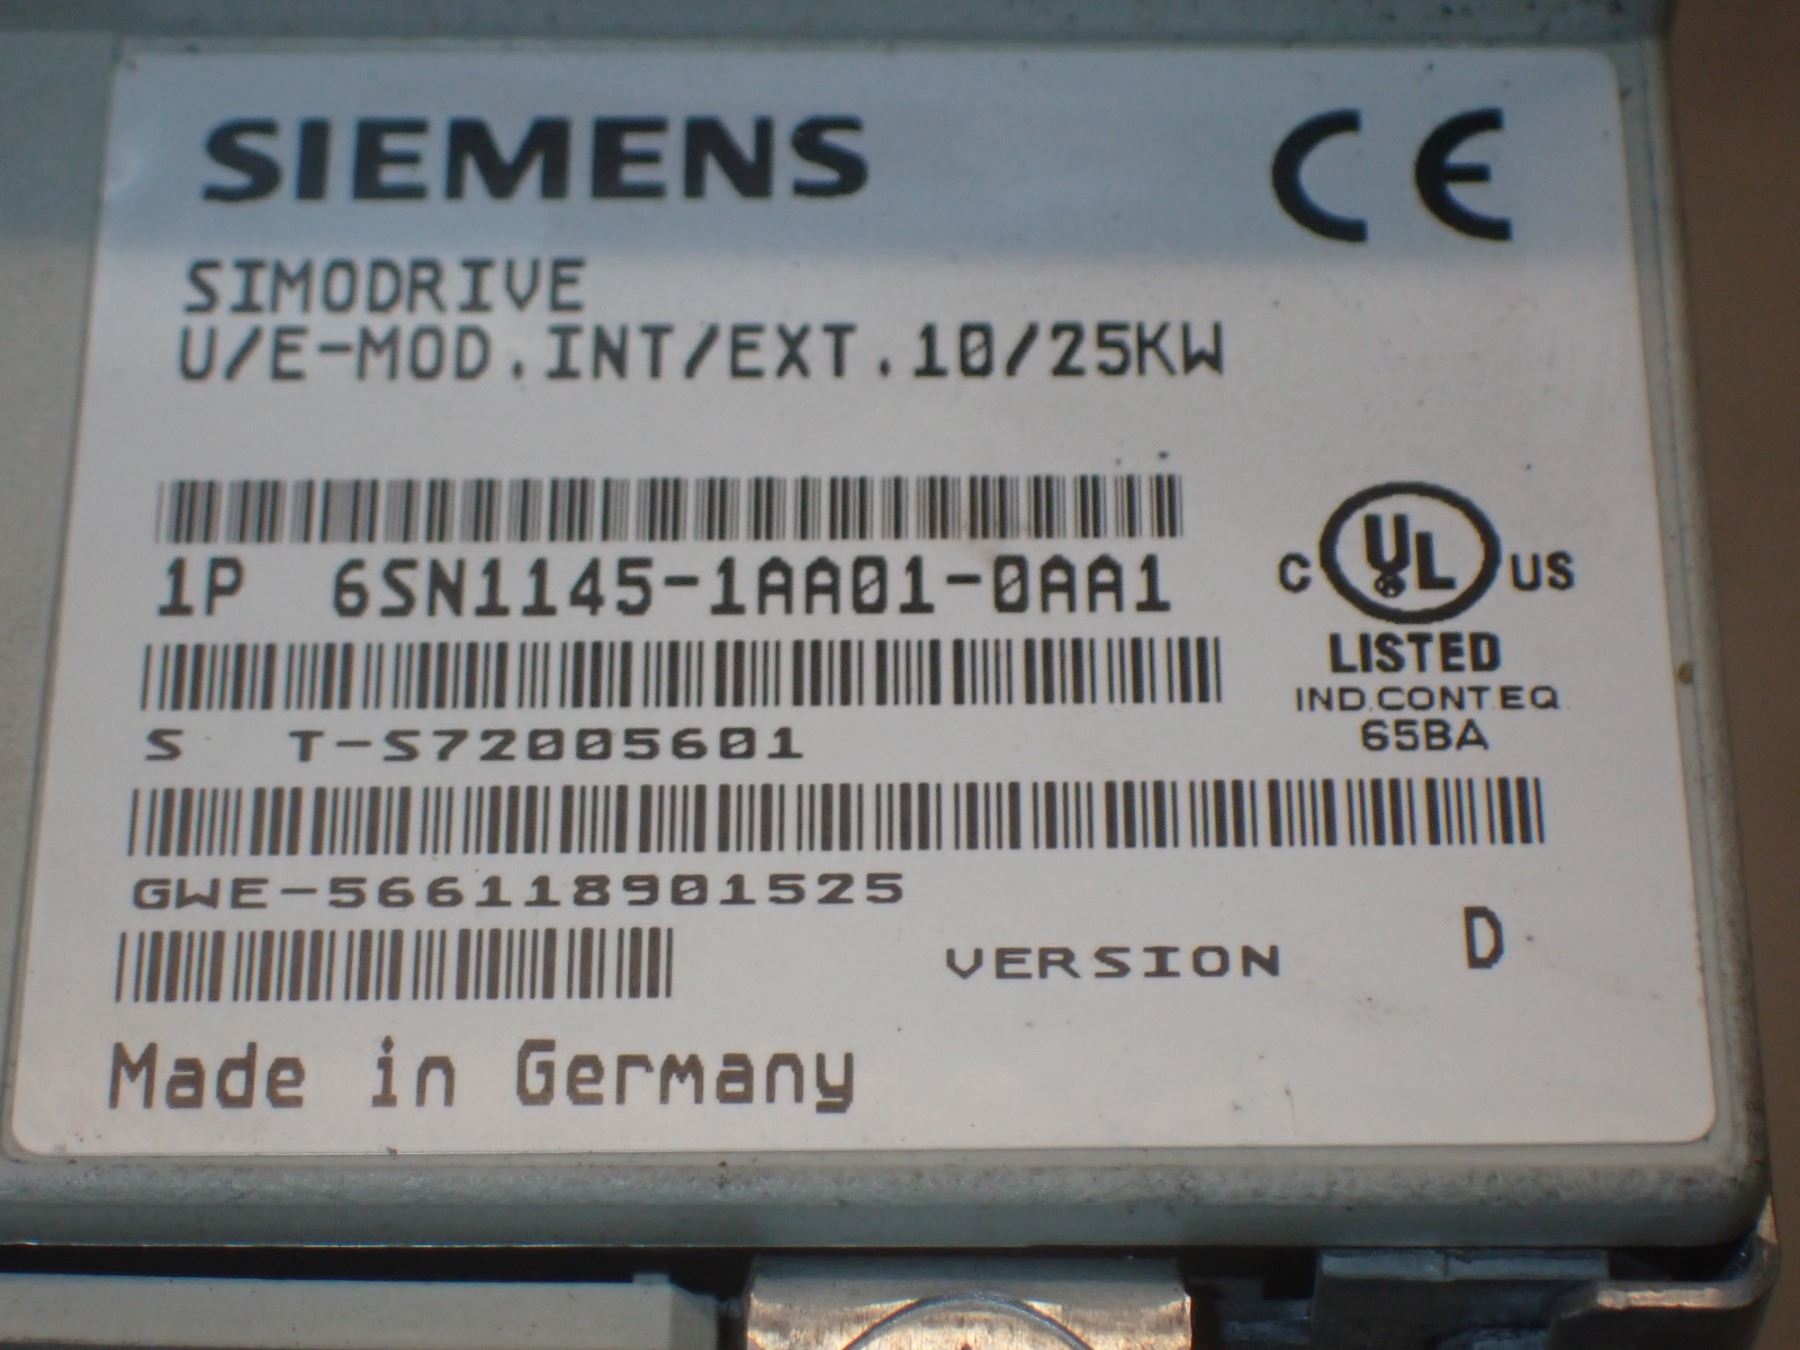 SIEMENS CE
SIMODRIVE
U/E-MOD.INT/EXT.10/25KW
1P 6SN1145-1AA01-0AA1
C UL US
LISTED
IND.CONT.EQ.
65BA
S T-S72005601
GWE-566118901525
VERSION D
Made in Germany